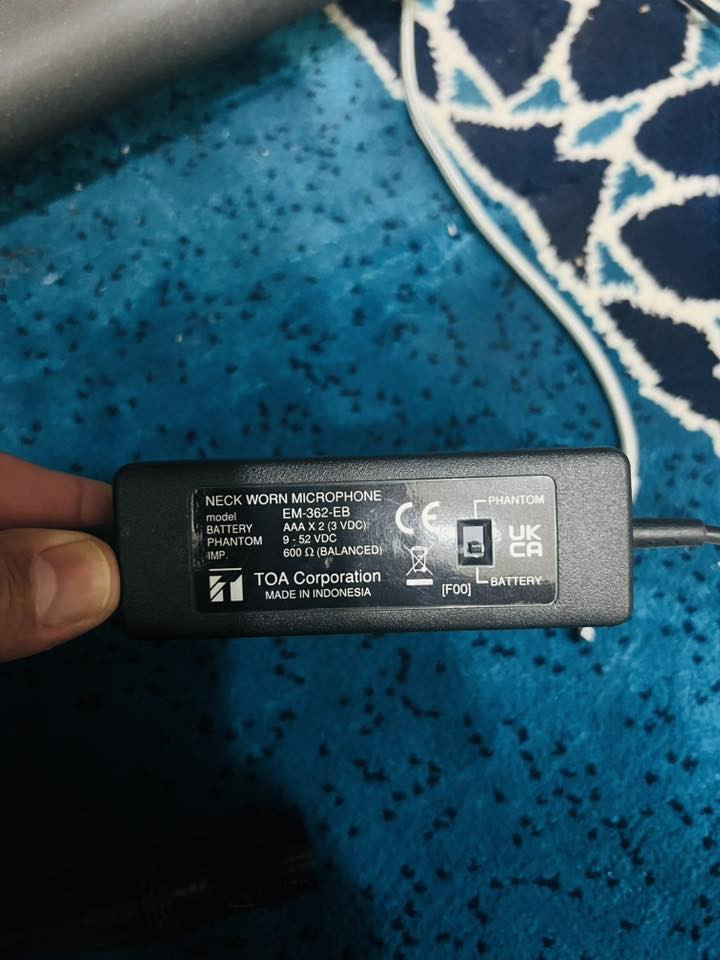 NECK WORN MICROPHONE
model EM-362-EB
BATTERY AAA X 2 (3 VDC)
PHANTOM 9 - 52 VDC
IMP. 600 Ω (BALANCED)
TOA Corporation
MADE IN INDONESIA
CE
[F00]
PHANTOM
UK
CA
BATTERY